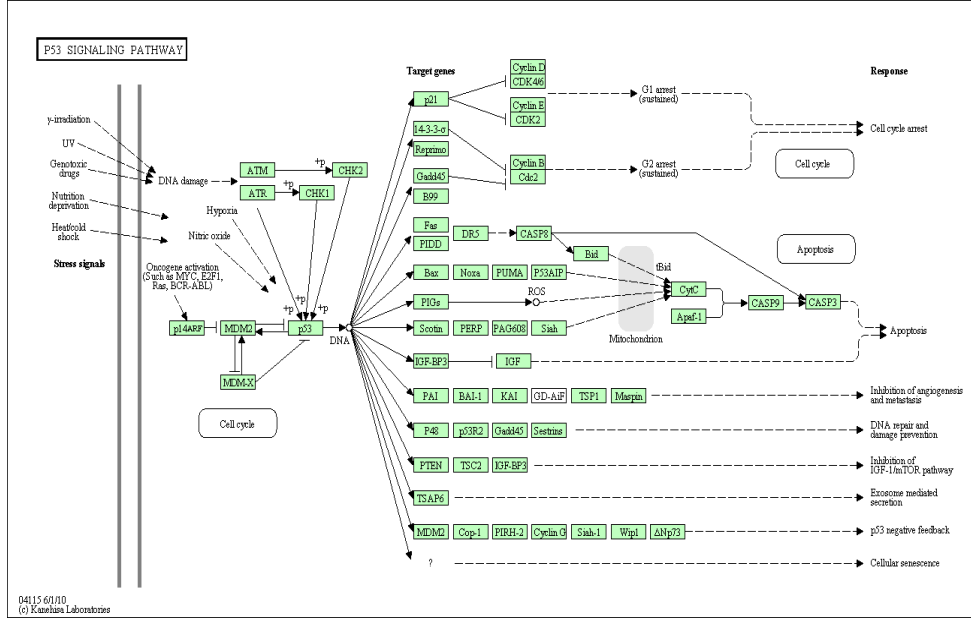 P53 SIGNALING PATHWAY
Target genes
Response
γ-irradiation
UV
Genotoxic
drugs
Nutrition
deprivation
Heat/cold
shock
Stress signals
DNA damage
ATM
ATR
+p
+p
CHK2
CHK1
Hypoxia
Nitric oxide
Oncogene activation
(Such as MYC, E2F1,
Ras, BCR-ABL)
+p
+p
+p
p14ARF
MDM2
p53
MDM-X
DNA
Cell cycle
p21
Cyclin D
CDK4/6
Cyclin E
CDK2
G1 arrest
(sustained)
14-3-3-σ
Reprimo
Gadd45
B99
Cyclin B
Cdc2
G2 arrest
(sustained)
Cell cycle arrest
Cell cycle
Fas
PIDD
DR5
CASP8
Bid
tBid
Apoptosis
Bax
Noxa
PUMA
P53AIP
CytC
PIGs
ROS
Apaf-1
CASP9
CASP3
Scotin
PERP
PAG608
Siah
Mitochondrion
Apoptosis
IGF-BP3
IGF
PAI
BAI-1
KAI
GD-AiF
TSP1
Maspin
Inhibition of angiogenesis
and metastasis
P48
p53R2
Gadd45
Sestrins
DNA repair and
damage prevention
PTEN
TSC2
IGF-BP3
Inhibition of
IGF-1/mTOR pathway
TSAP6
Exosome mediated
secretion
MDM2
Cop-1
PIRH-2
Cyclin G
Siah-1
Wip1
ΔNp73
p53 negative feedback
?
Cellular senescence
04115 6/1/10
(c) Kanehisa Laboratories